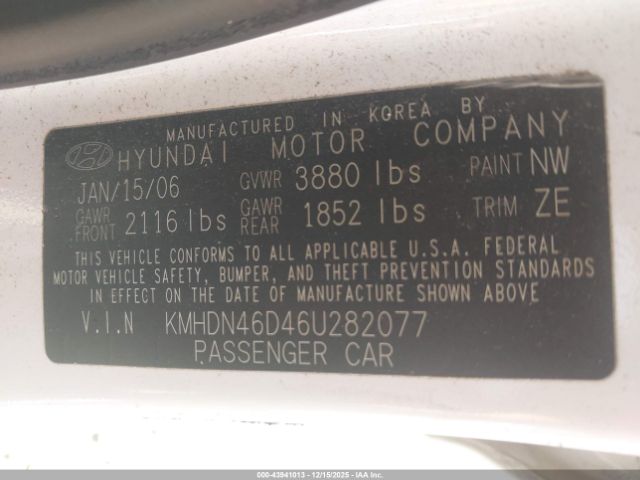 MANUFACTURED IN KOREA BY
HYUNDAI MOTOR COMPANY
JAN/15/06 GVWR 3880 lbs PAINT NW
GAWR FRONT 2116 lbs GAWR REAR 1852 lbs TRIM ZE
THIS VEHICLE CONFORMS TO ALL APPLICABLE U.S.A. FEDERAL
MOTOR VEHICLE SAFETY, BUMPER, AND THEFT PREVENTION STANDARDS
IN EFFECT ON THE DATE OF MANUFACTURE SHOWN ABOVE
V.I.N KMHDN46D46U282077
PASSENGER CAR
000-43941013 - 12/15/2025 - IAAI